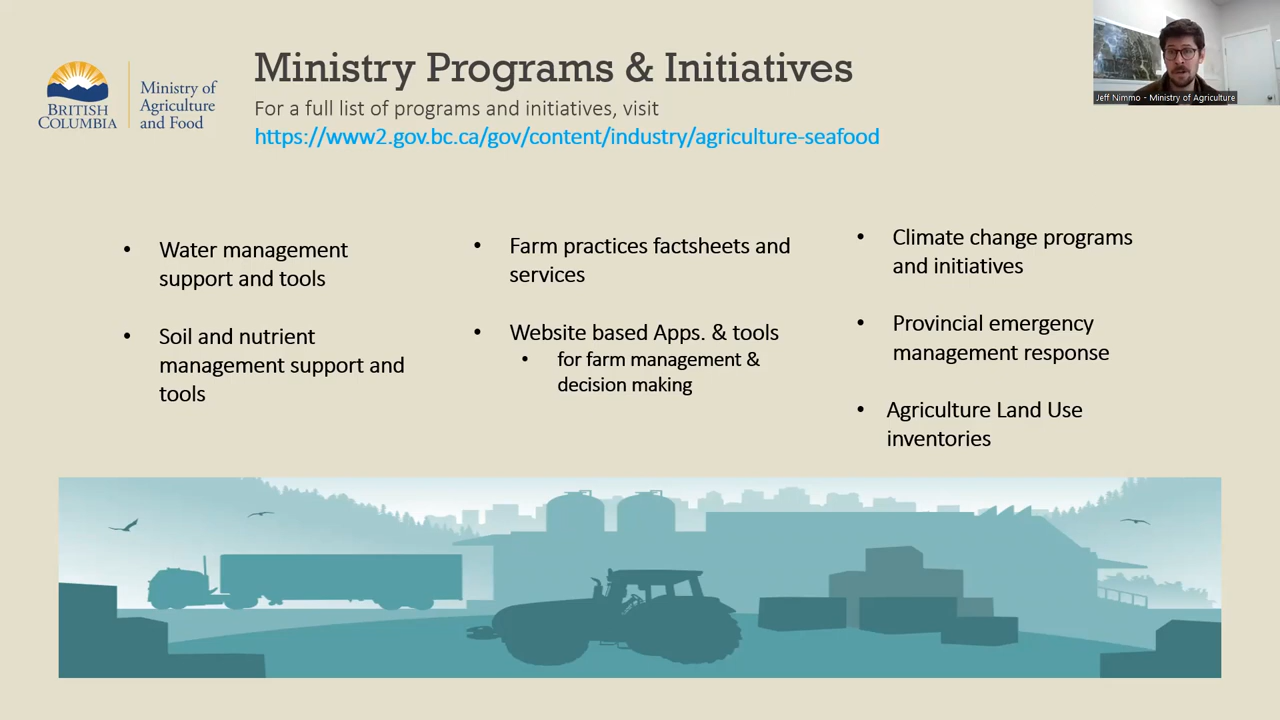 Ministry Programs & Initiatives
For a full list of programs and initiatives, visit
https://www2.gov.bc.ca/gov/content/industry/agriculture-seafood
BRITISH
COLUMBIA
Ministry of
Agriculture
and Food
Jeff Nimmo - Ministry of Agriculture
• Water management
support and tools
• Soil and nutrient
management support and
tools
• Farm practices factsheets and
services
• Website based Apps. & tools
• for farm management &
decision making
• Climate change programs
and initiatives
• Provincial emergency
management response
• Agriculture Land Use
inventories